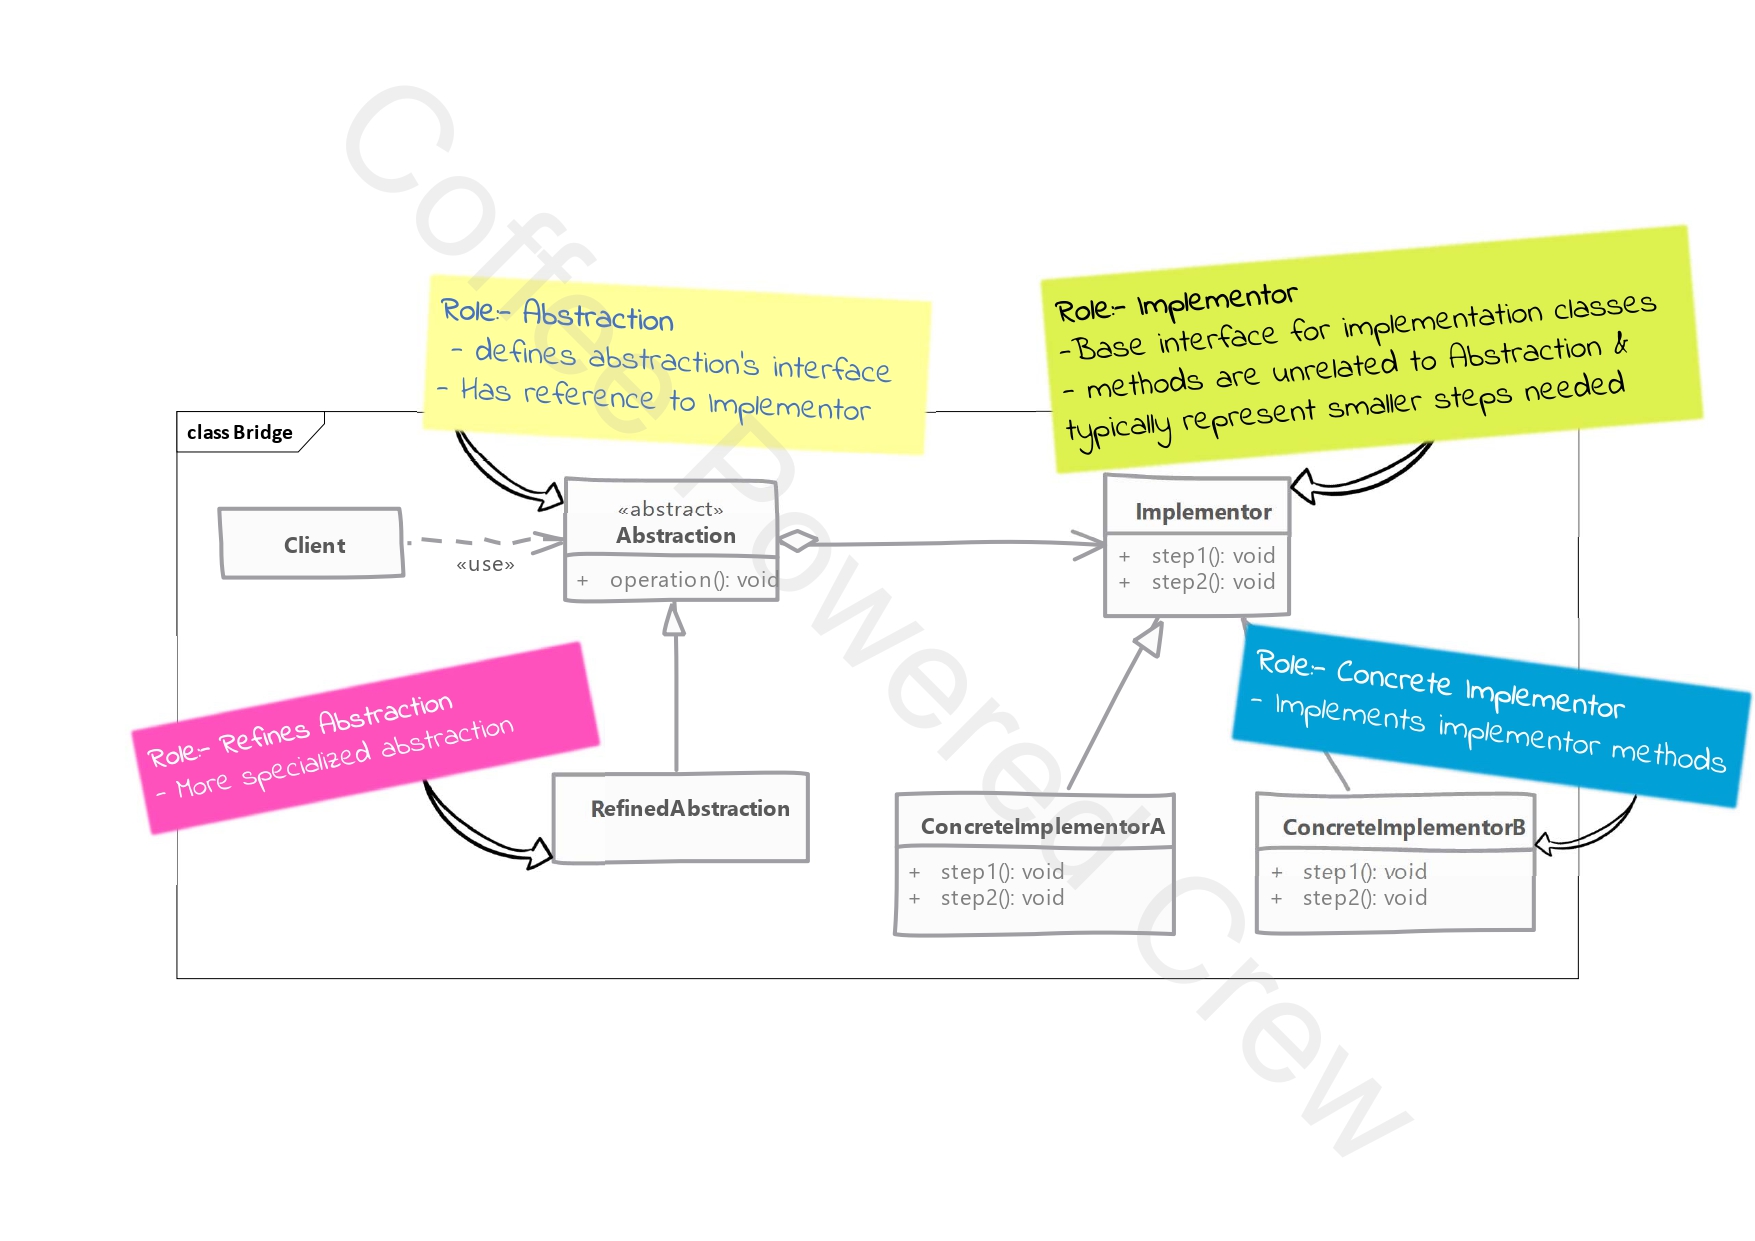 Coffee Powered Crew
Role:- Abstraction
- defines abstraction's interface
- Has reference to Implementor
Role:- Implementor
-Base interface for implementation classes
- methods are unrelated to Abstraction &
typically represent smaller steps needed
class Bridge
Client
«use»
«abstract»
Abstraction
+ operation(): void
Implementor
+ step1(): void
+ step2(): void
Role:- Refines Abstraction
- More specialized abstraction
Role:- Concrete Implementor
- Implements implementor methods
RefinedAbstraction
ConcreteImplementorA
+ step1(): void
+ step2(): void
ConcreteImplementorB
+ step1(): void
+ step2(): void